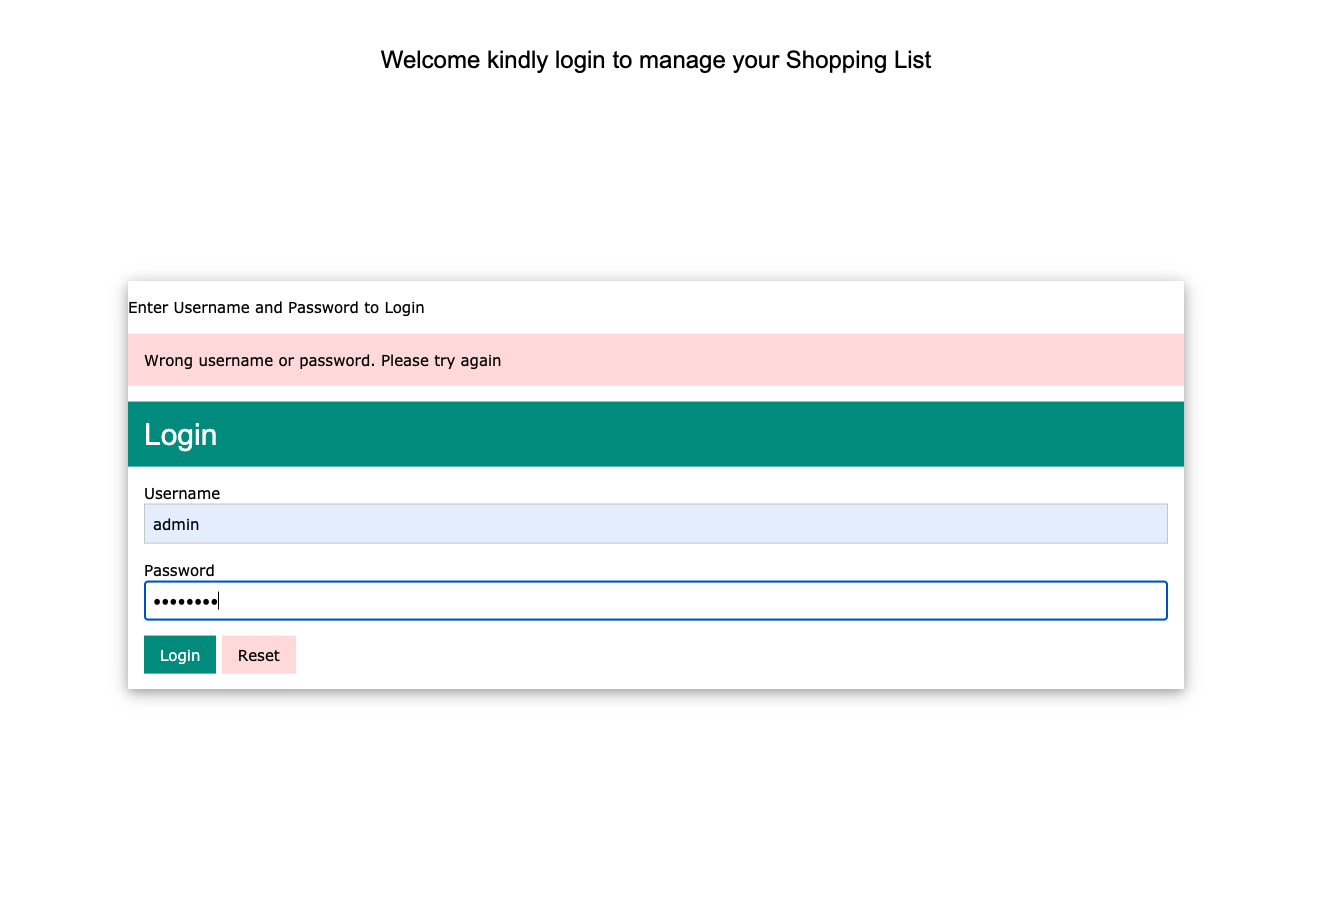 Welcome kindly login to manage your Shopping List
Enter Username and Password to Login
Wrong username or password. Please try again
Login
Username
admin
Password
••••••••
Login Reset